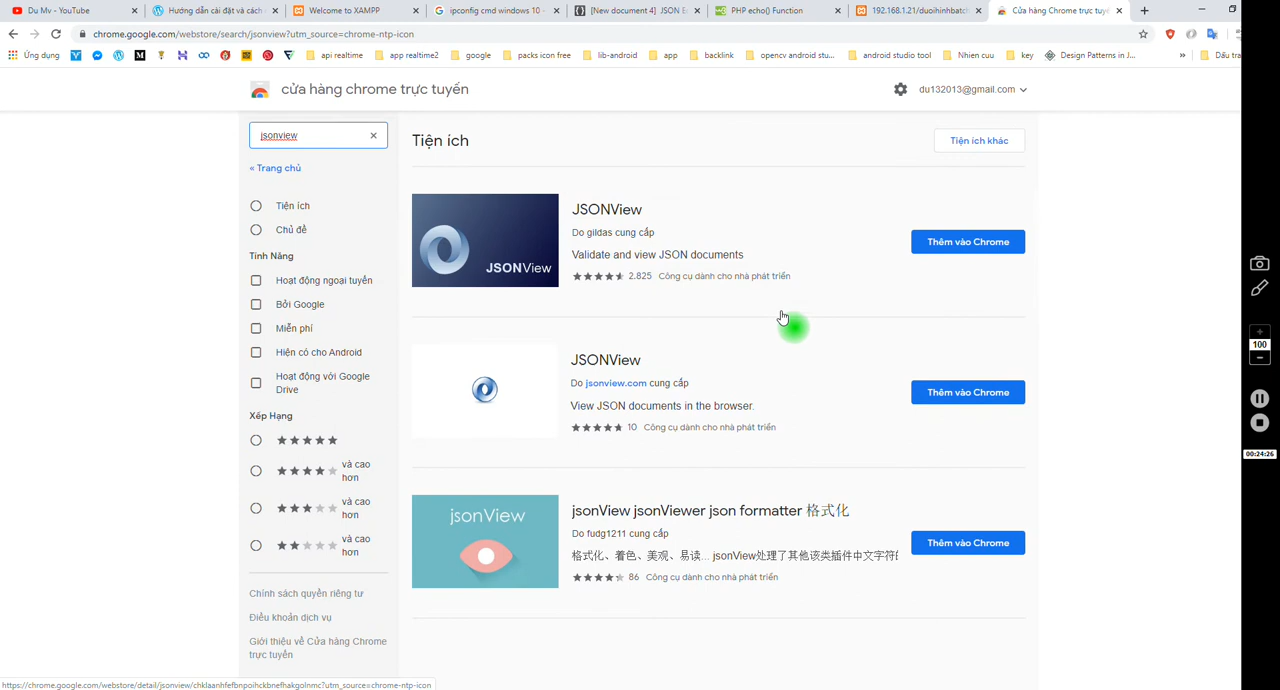 Du Mv - YouTube
Hướng dẫn cài đặt và cách
Welcome to XAMPP
ipconfig cmd windows 10 -
[New document 4] JSON E
PHP echo() Function
192.168.1.21/duoihinhbatch
Cửa hàng Chrome trực tuy
chrome.google.com/webstore/search/jsonview?utm_source=chrome-ntp-icon
Ứng dụng
api realtime
app realtime2
google
packsaicon free
lib-android
app
backlink
opencv android stu...
android studio tool
Nhien cuu
key
Design Patterns in J...
»
Dấu tra
cửa hàng chrome trực tuyến
du132013@gmail.com
jsonview
« Trang chủ
Tiện ích
Chủ đề
Tính Năng
Hoạt động ngoại tuyến
Bởi Google
Miễn phí
Hiện có cho Android
Hoạt động với Google
Drive
Xếp Hạng
và cao
hơn
và cao
hơn
và cao
hơn
Chính sách quyền riêng tư
Điều khoản dịch vụ
Giới thiệu về Cửa hàng Chrome
trực tuyến
Tiện ích
Tiện ích khác
JSONView
JSONView
Do gildas cung cấp
Validate and view JSON documents
2.825 Công cụ dành cho nhà phát triển
Thêm vào Chrome
JSONView
Do jsonview.com cung cấp
View JSON documents in the browser.
10 Công cụ dành cho nhà phát triển
Thêm vào Chrome
jsonView
jsonView jsonViewer json formatter 格式化
Do fudg1211 cung cấp
格式化、着色、美观、易读... jsonView处理了其他该类插件中文字符
86 Công cụ dành cho nhà phát triển
Thêm vào Chrome
100
00:24:26
https://chrome.google.com/webstore/detail/jsonview/chklaanhfefbnpoihckbnefhakgolnmc?utm_source=chrome-ntp-icon